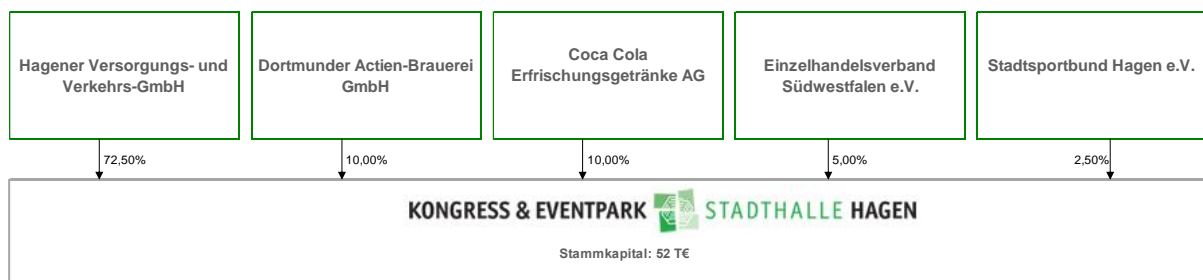 Hagener Versorgungs- und
Verkehrs-GmbH
Dortmunder Actien-Brauerei
GmbH
Coca Cola
Erfrischungsgetränke AG
Einzelhandelsverband
Südwestfalen e.V.
Stadtsportbund Hagen e.V.
72,50%
10,00%
10,00%
5,00%
2,50%
KONGRESS & EVENTPARK STADTHALLE HAGEN
Stammkapital: 52 T€